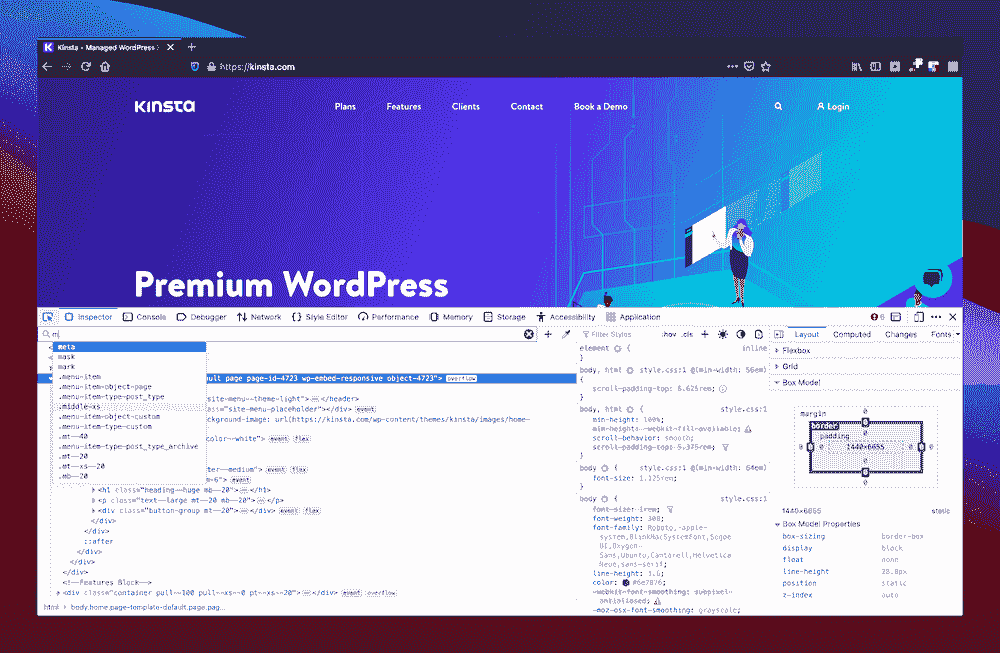 Kinsta - Managed WordPress
https://kinsta.com
KINSTA
Plans Features Clients Contact Book a Demo Login
Premium WordPress
Inspector Console Debugger Network Style Editor Performance Memory Storage Accessibility Application 6
m
Filter Styles :hov .cls
Layout Computed Changes Fonts
meta
mask
mark
.menu-item
.menu-item-object-page
.menu-item-type-post_type
.middle-xs
.menu-item-object-custom
.menu-item-type-custom
.mt--40
.menu-item-type-post_type_archive
.mt--20
.mt--xs--20
.mb--20
ault page page-id-4723 wp-embed-responsive object-4723"> overflow
site-menu--theme-light"></header>
"site-menu-placeholder"></div> event
ckground-image: url(https://kinsta.com/wp-content/themes/kinsta/images/home-
color--white"> event flex
ter--medium"> event flex
-6"> event
<h1 class="heading--huge mb--20"></h1>
<p class="text--large mt--20 mb--20"></p>
<div class="button-group mt--20"></div> event flex
</div>
</div>
::after
</div>
</div>
<!--Features Block-->
<div class="container pull--100 pull--xs--0 pt--xs--20"></div> event overflow
html > body.home.page-template-default.page.pag...
element { inline
}
body, html { style.css:1 @(min-width: 56em)
scroll-padding-top: 6.625rem;
}
body, html { style.css:1
min-height: 100%;
min-height: -webkit-fill-available;
scroll-behavior: smooth;
scroll-padding-top: 5.375rem;
}
body { style.css:1 @(min-width: 64em)
font-size: 1.125rem;
}
body { style.css:1
font-size: 1rem;
font-weight: 300;
font-family: Roboto,-apple-
system,BlinkMacSystemFont,Segoe
UI,Oxygen-
Sans,Ubuntu,Cantarell,Helvetica
Neue,sans-serif;
line-height: 1.6;
color: #6e7876;
-webkit-font-smoothing: subpixel-
antialiased;
-moz-osx-font-smoothing: grayscale;
Flexbox
Grid
Box Model
margin 0
border 0
padding 0
0 0 0 1440×6855 0 0 0
0
0
0
1440×6855 static
Box Model Properties
box-sizing border-box
display block
float none
line-height 28.8px
position static
z-index auto